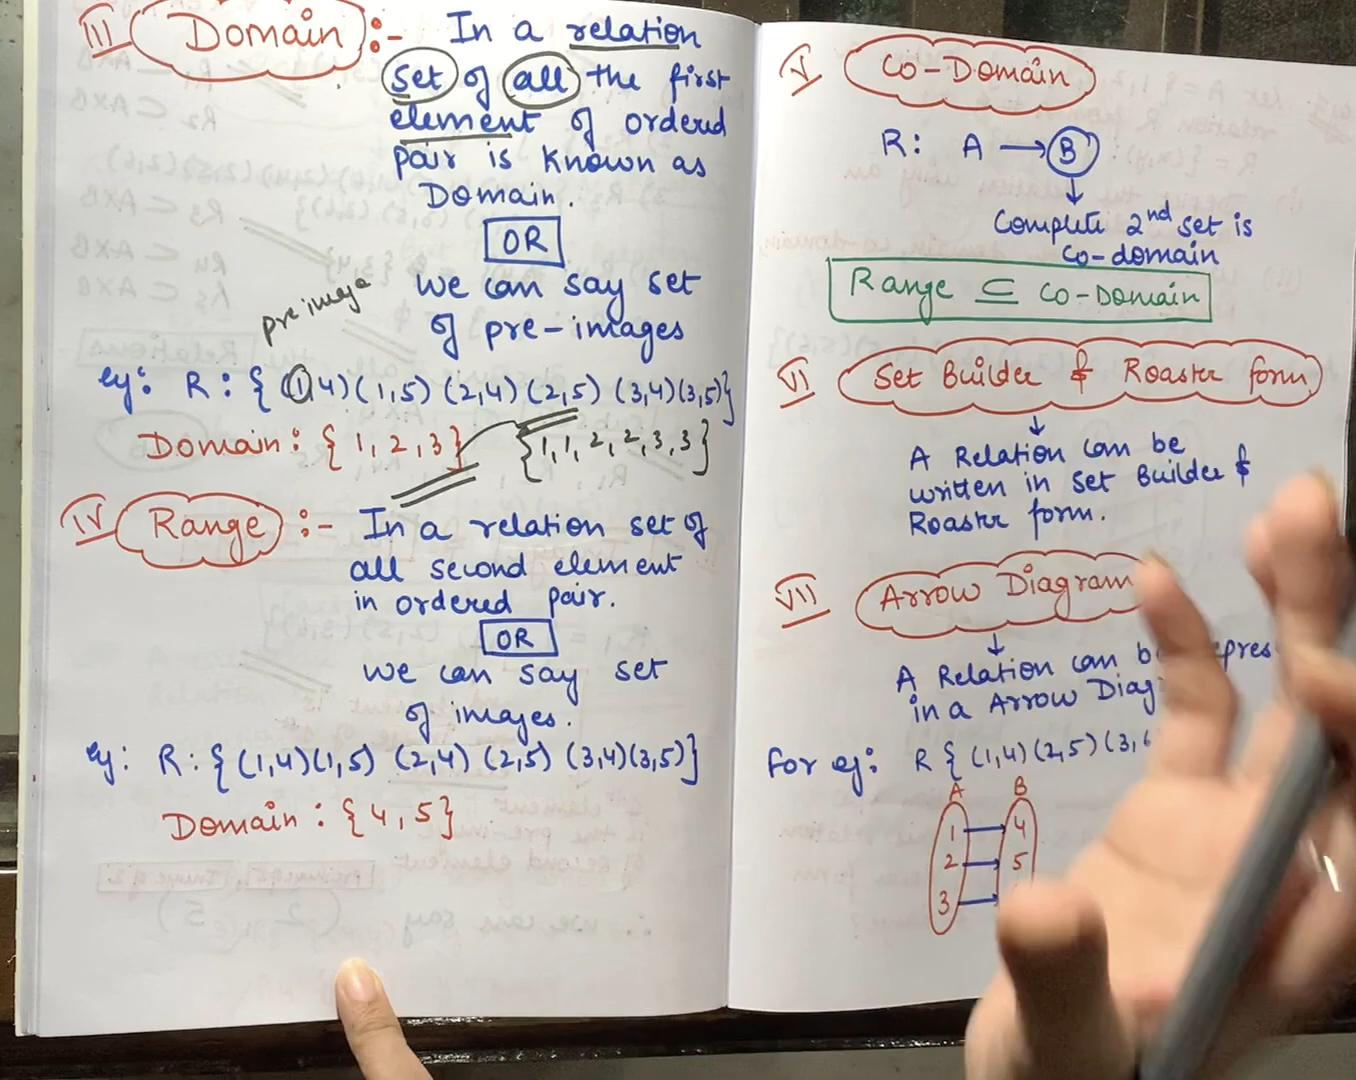 III Domain :- In a relation
set of all the first
element of ordered
pair is known as
Domain.
OR
we can say set
of pre-images
preimage
eg: R : { (1,4) (1,5) (2,4) (2,5) (3,4) (3,5)}
Domain : { 1, 2, 3 } {1, 1, 2, 2, 3, 3}
IV Range :- In a relation set of
all second element
in ordered pair.
OR
we can say set
of images.
eg: R : { (1,4) (1,5) (2,4) (2,5) (3,4) (3,5)}
Domain : { 4, 5 }
V Co-Domain
R : A → B
↓
Complete 2nd set is
Co-domain
Range ⊆ Co-Domain
VI Set Builder & Roaster form
↓
A Relation can be
written in Set Builder &
Roaster form.
VII Arrow Diagram
↓
A Relation can
in a Arrow
For eg: R { (1,4) (2,5) (3,6
A B
1 → 4
2 → 5
3 →